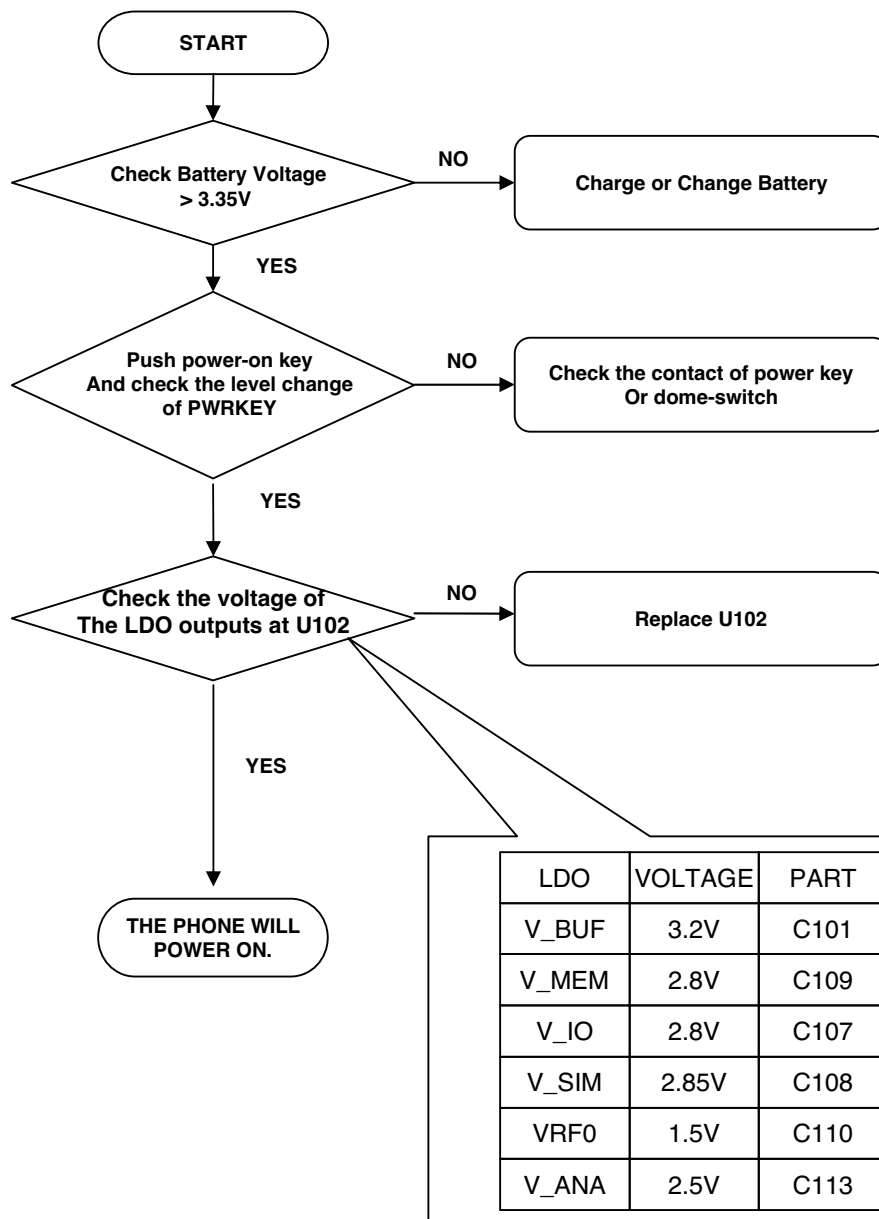 START
Check Battery Voltage
> 3.35V
NO
Charge or Change Battery
YES
Push power-on key
And check the level change
of PWRKEY
NO
Check the contact of power key
Or dome-switch
YES
Check the voltage of
The LDO outputs at U102
NO
Replace U102
YES
THE PHONE WILL
POWER ON.
LDO VOLTAGE PART
V_BUF 3.2V C101
V_MEM 2.8V C109
V_IO 2.8V C107
V_SIM 2.85V C108
VRF0 1.5V C110
V_ANA 2.5V C113